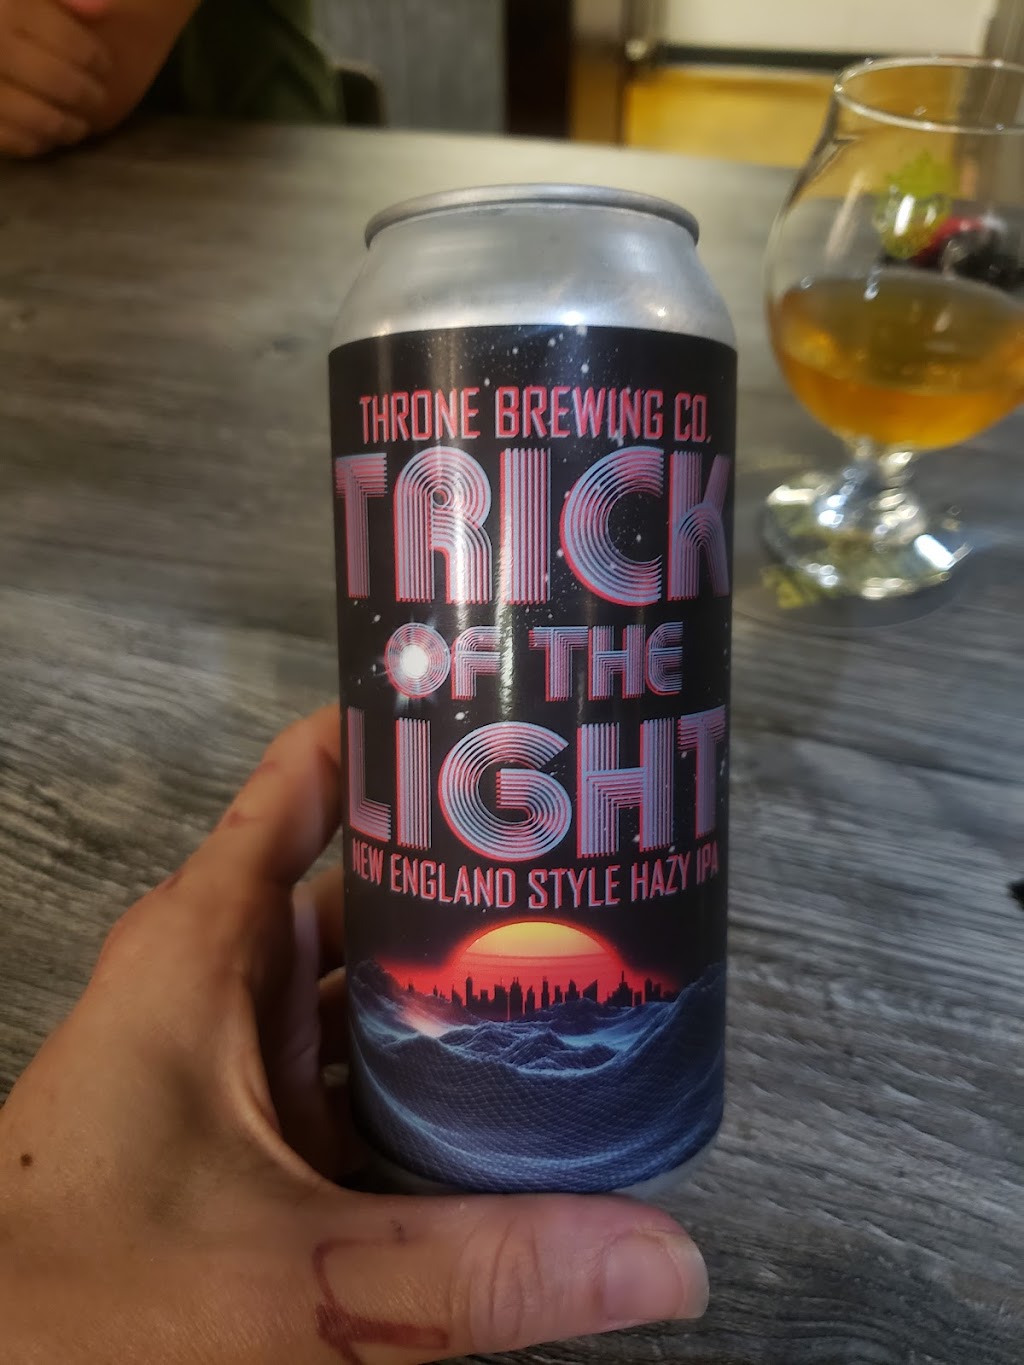 THRONE BREWING CO.
TRICK
OF THE
LIGHT
NEW ENGLAND STYLE HAZY IPA